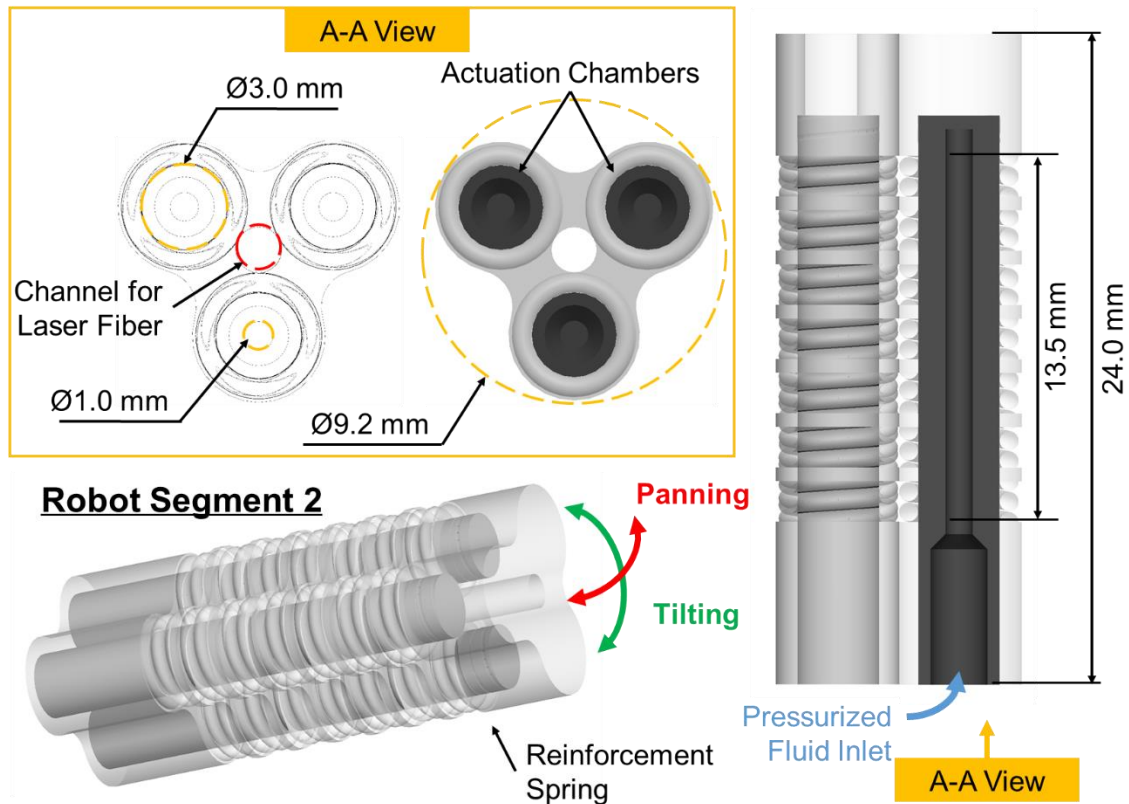 A-A View
Ø3.0 mm
Actuation Chambers
Channel for
Laser Fiber
Ø1.0 mm
Ø9.2 mm
13.5 mm
24.0 mm
Robot Segment 2
Panning
Tilting
Reinforcement
Spring
Pressurized
Fluid Inlet
A-A View